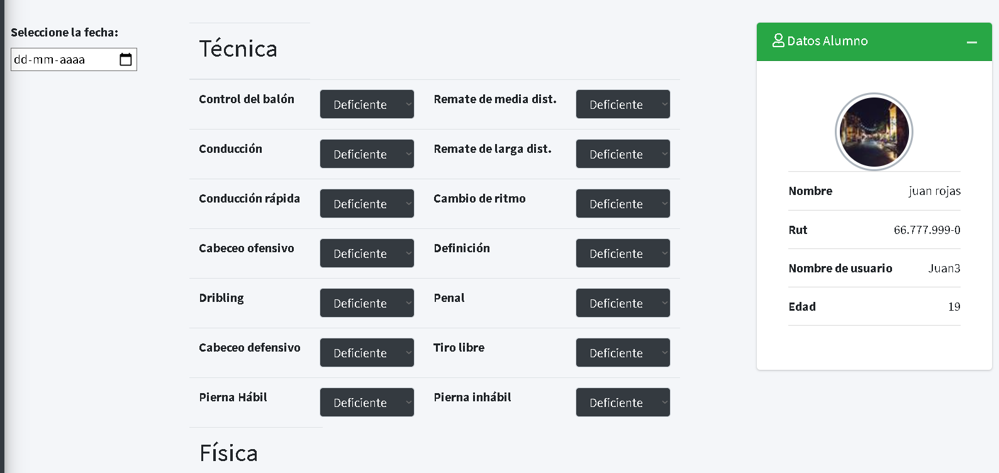 Seleccione la fecha:
dd-mm-aaaa
Técnica
Control del balón Deficiente Remate de media dist. Deficiente
Conducción Deficiente Remate de larga dist. Deficiente
Conducción rápida Deficiente Cambio de ritmo Deficiente
Cabeceo ofensivo Deficiente Definición Deficiente
Dribling Deficiente Penal Deficiente
Cabeceo defensivo Deficiente Tiro libre Deficiente
Pierna Hábil Deficiente Pierna inhábil Deficiente
Física
Datos Alumno
Nombre juan rojas
Rut 66.777.999-0
Nombre de usuario Juan3
Edad 19